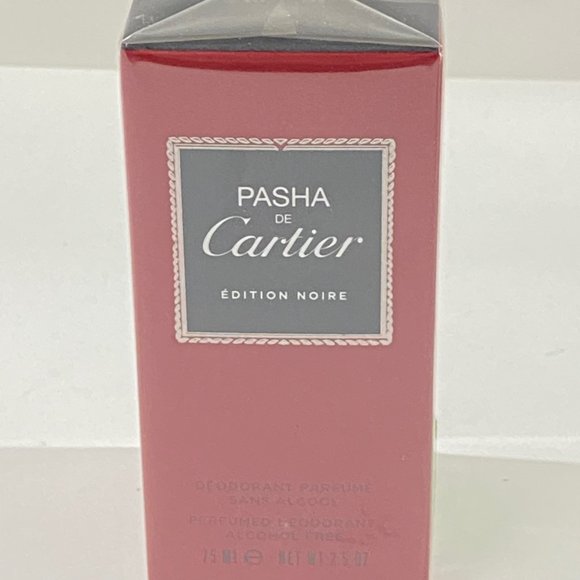 PASHA
DE
Cartier
ÉDITION NOIRE
DÉODORANT PARFUMÉ
SANS ALCOOL
PERFUMED DEODORANT
ALCOHOL FREE
75 ML ℮ NET WT 2.5 OZ